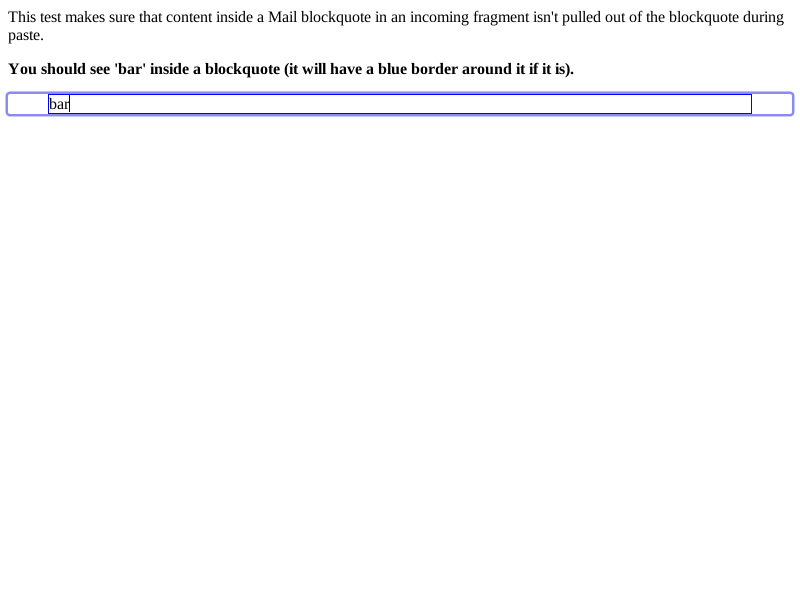 This test makes sure that content inside a Mail blockquote in an incoming fragment isn't pulled out of the blockquote during
paste.
You should see 'bar' inside a blockquote (it will have a blue border around it if it is).
bar